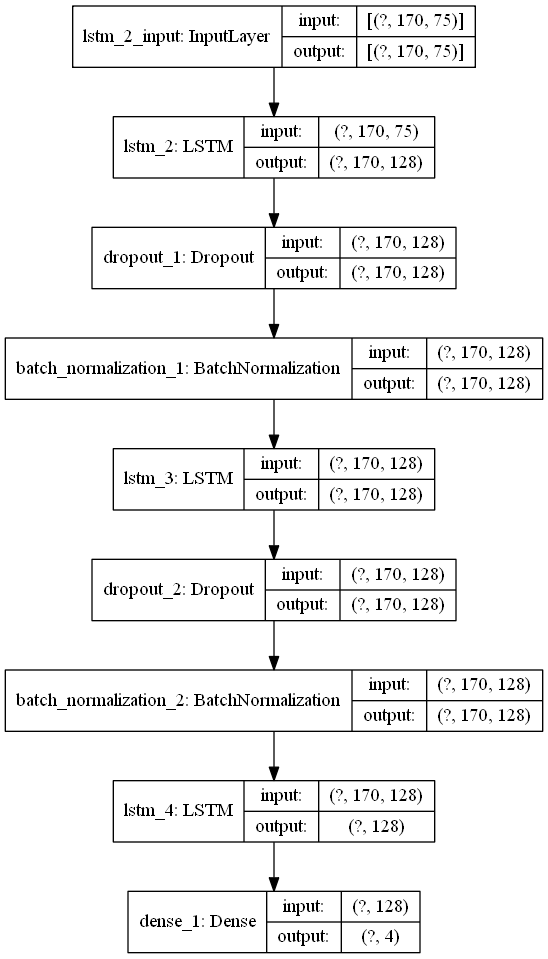 lstm_2_input: InputLayer
input: [(?, 170, 75)]
output: [(?, 170, 75)]
lstm_2: LSTM
input: (?, 170, 75)
output: (?, 170, 128)
dropout_1: Dropout
input: (?, 170, 128)
output: (?, 170, 128)
batch_normalization_1: BatchNormalization
input: (?, 170, 128)
output: (?, 170, 128)
lstm_3: LSTM
input: (?, 170, 128)
output: (?, 170, 128)
dropout_2: Dropout
input: (?, 170, 128)
output: (?, 170, 128)
batch_normalization_2: BatchNormalization
input: (?, 170, 128)
output: (?, 170, 128)
lstm_4: LSTM
input: (?, 170, 128)
output: (?, 128)
dense_1: Dense
input: (?, 128)
output: (?, 4)